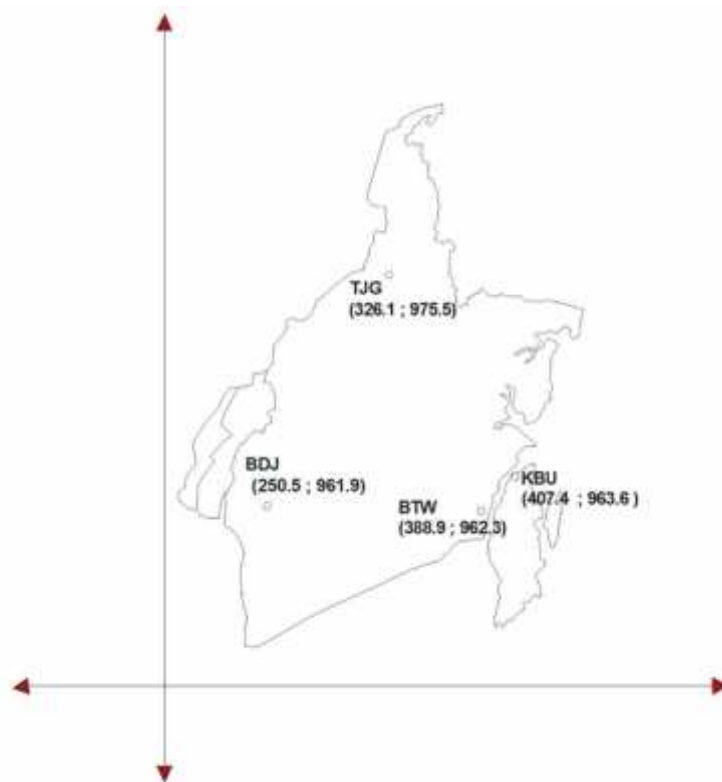 TJG
(326.1 ; 975.5)
BDJ
(250.5 ; 961.9)
BTW
(388.9 ; 962.3)
KBU
(407.4 ; 963.6 )